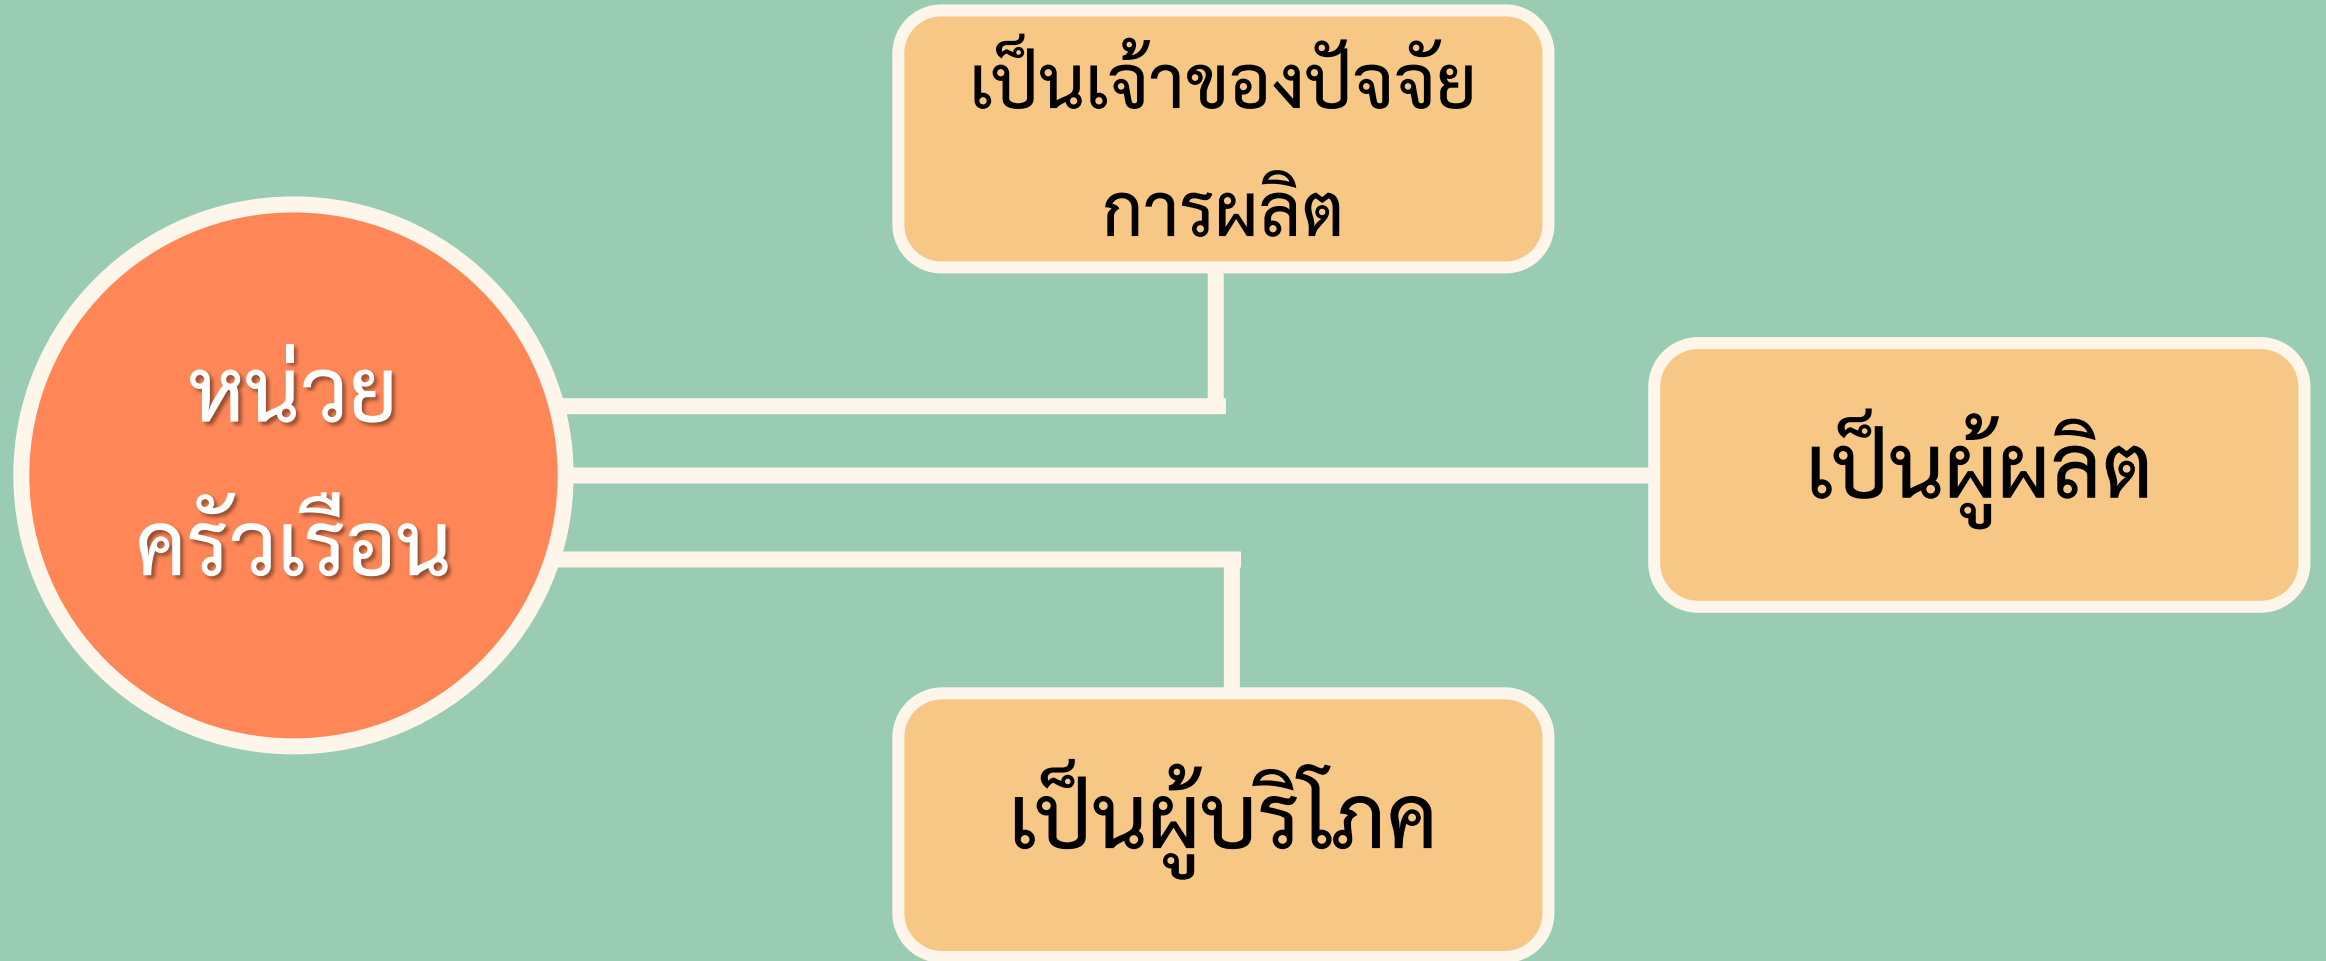 หน่วย
ครัวเรือน
เป็นเจ้าของปัจจัย
การผลิต
เป็นผู้ผลิต
เป็นผู้บริโภค